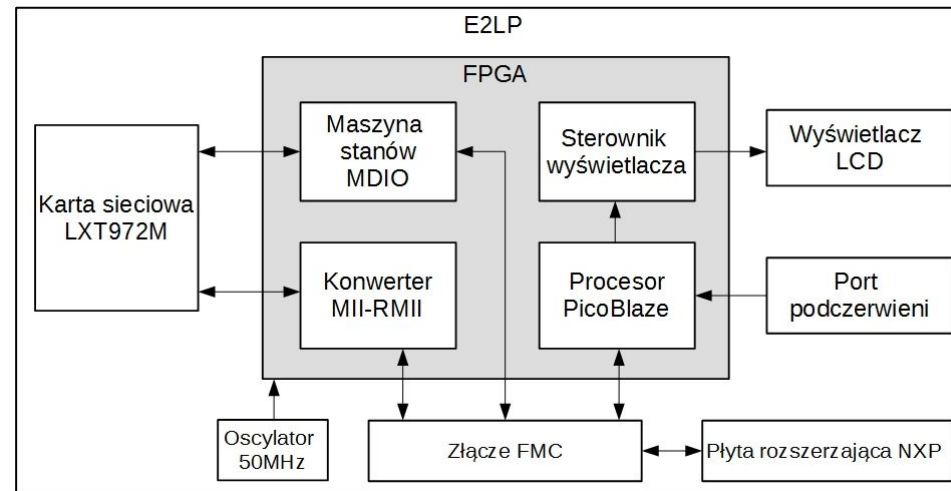 E2LP
FPGA
Maszyna
stanów
MDIO
Sterownik
wyświetlacza
Wyświetlacz
LCD
Karta sieciowa
LXT972M
Konwerter
MII-RMII
Procesor
PicoBlaze
Port
podczerwieni
Oscylator
50MHz
Złącze FMC
Płyta rozszerzająca NXP